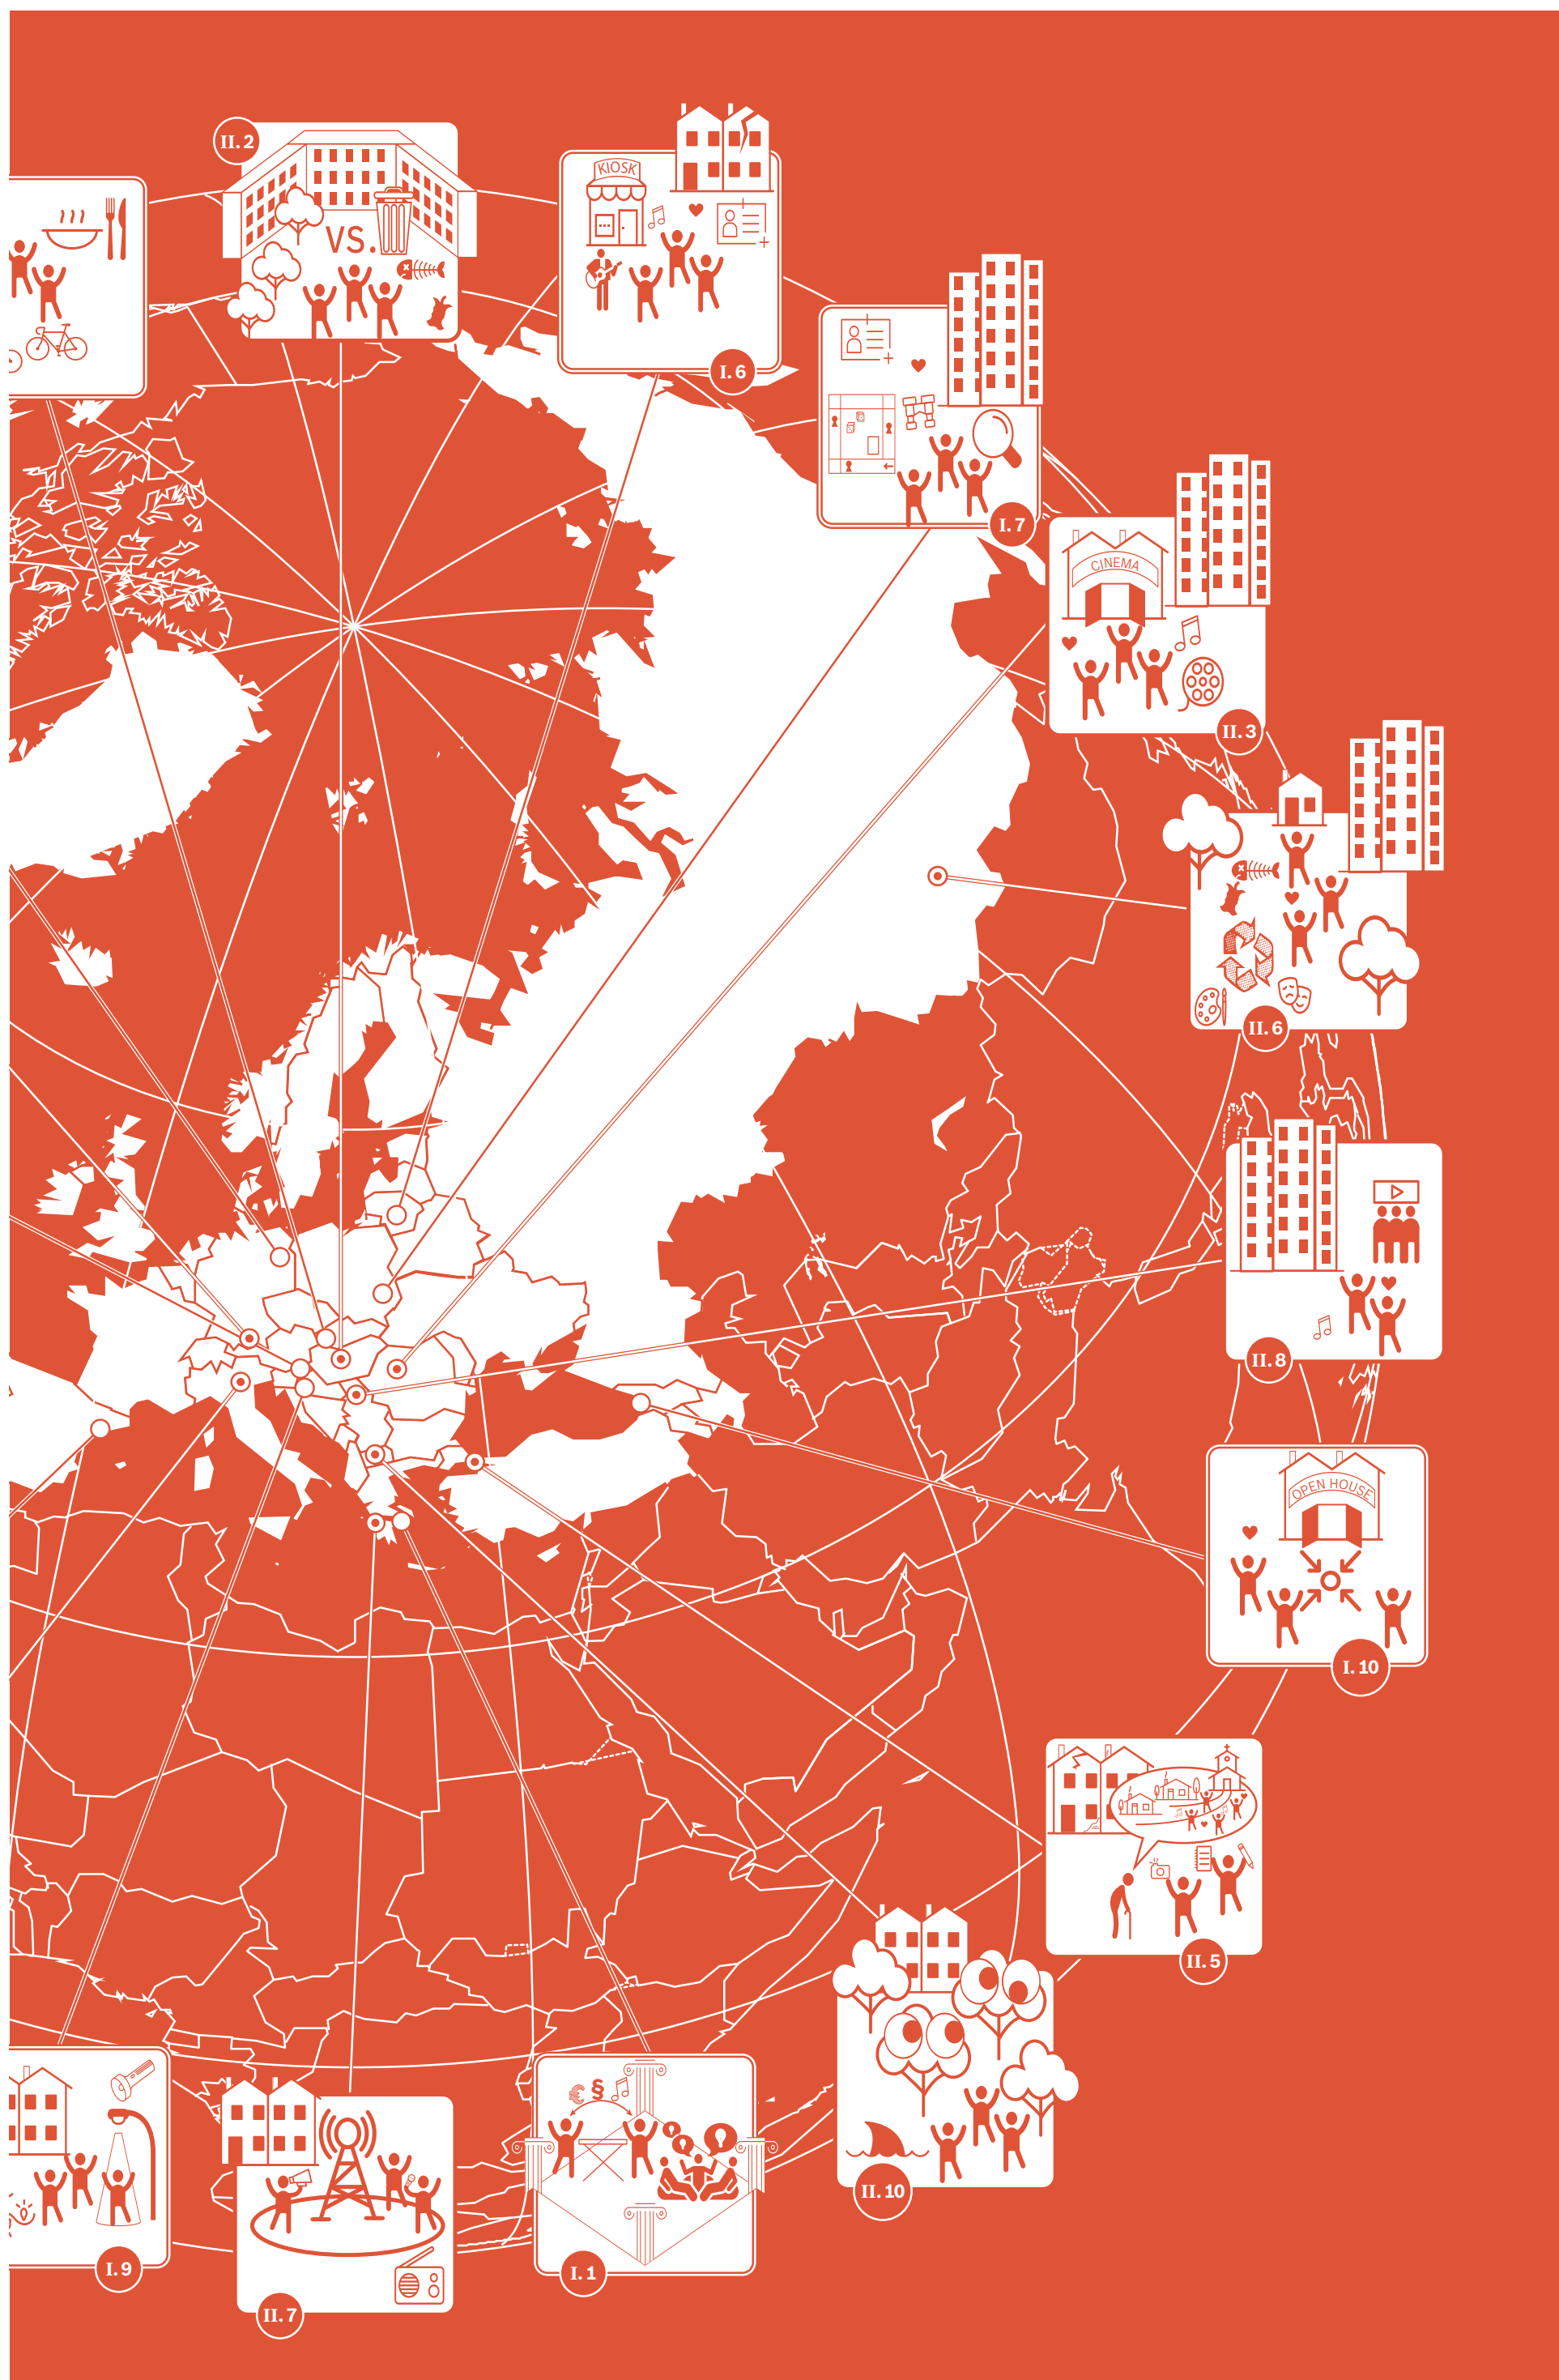 II.2
VS.
KIOSK
I.6
I.7
CINEMA
II.3
II.6
II.8
OPEN HOUSE
I.10
II.5
€ §
II.10
I.9
II.7
I.1